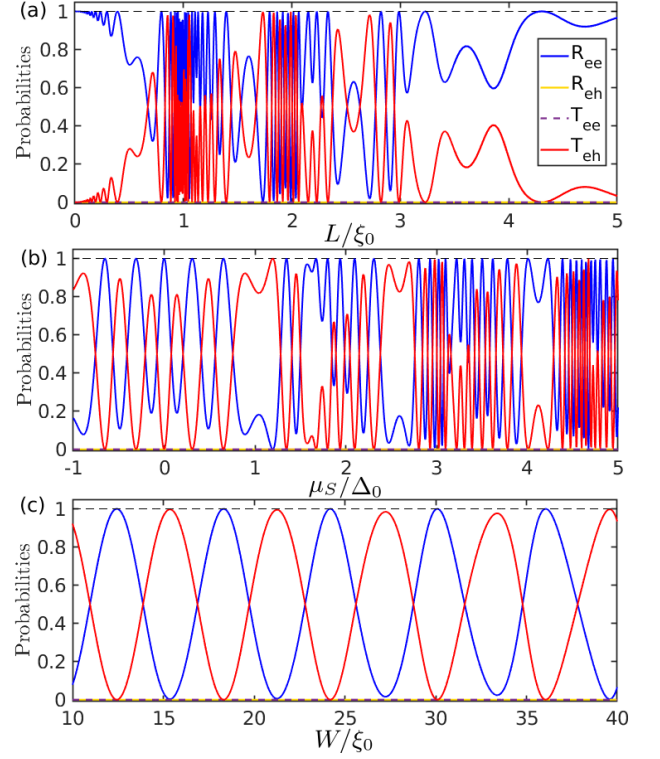 (a)
Probabilities
1
0.8
0.6
0.4
0.2
0
R_ee
R_eh
T_ee
T_eh
0 1 2 3 4 5
L/ξ₀
(b)
Probabilities
1
0.8
0.6
0.4
0.2
0
-1 0 1 2 3 4 5
μ_S/Δ₀
(c)
Probabilities
1
0.8
0.6
0.4
0.2
0
10 15 20 25 30 35 40
W/ξ₀